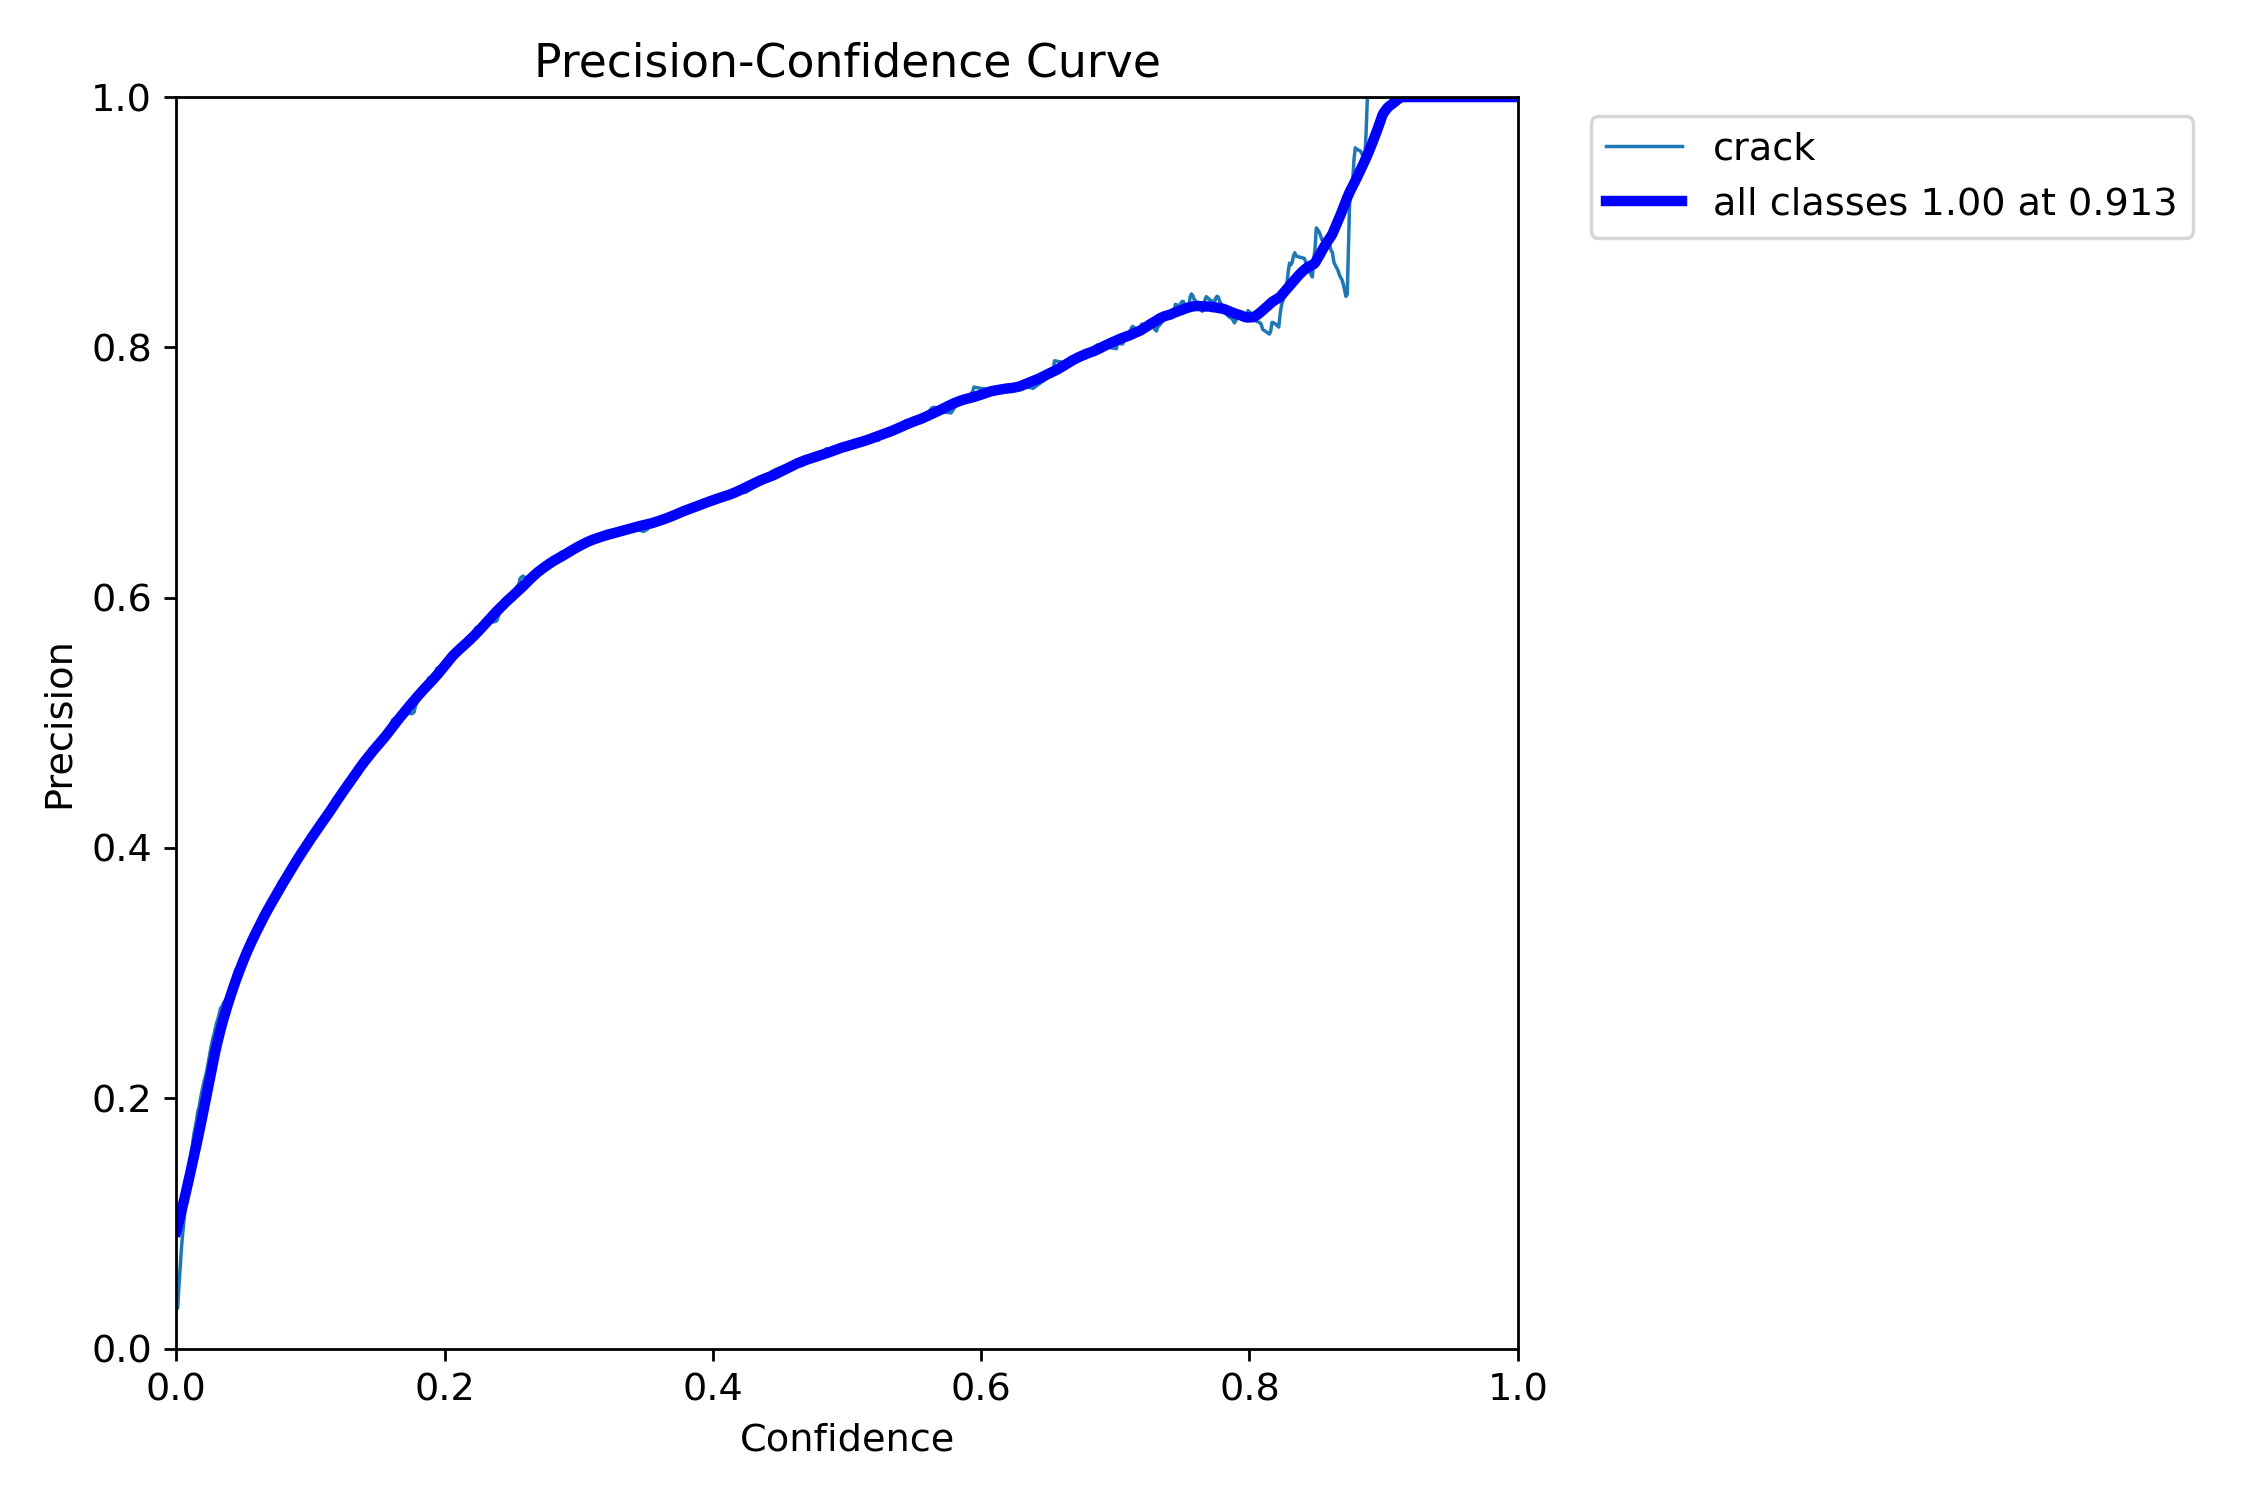 Precision-Confidence Curve
crack
all classes 1.00 at 0.913
Precision
1.0
0.8
0.6
0.4
0.2
0.0
0.0 0.2 0.4 0.6 0.8 1.0
Confidence